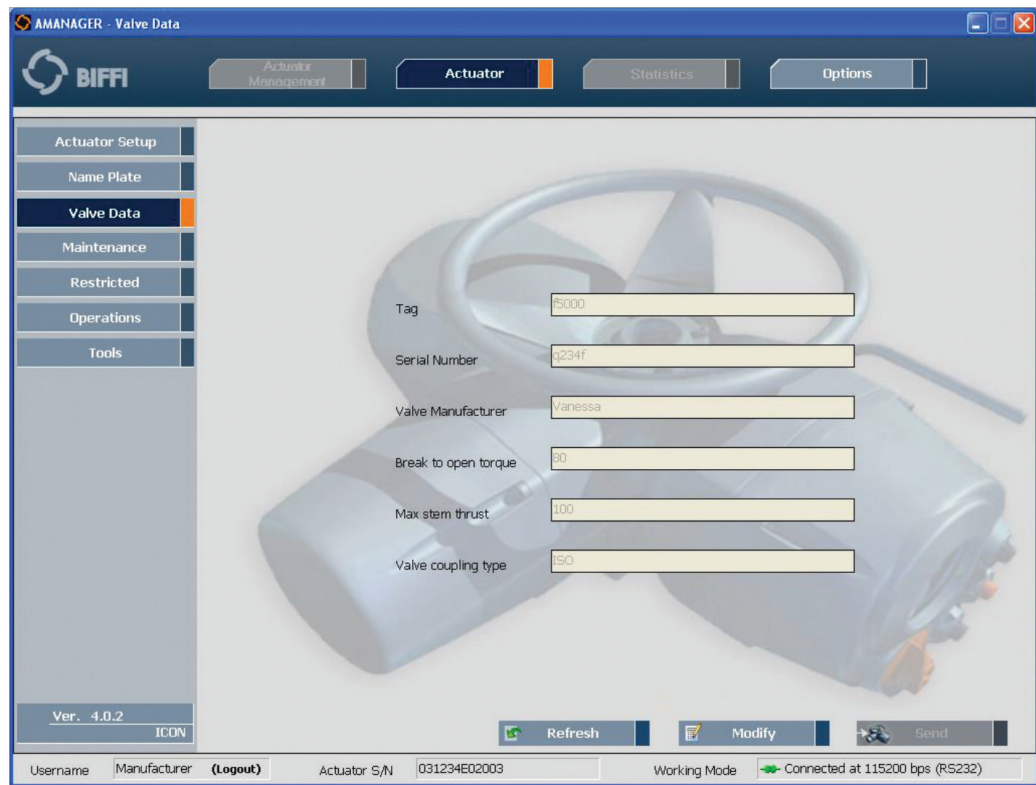 AMANAGER - Valve Data
BIFFI
Actuator Management
Actuator
Statistics
Options
Actuator Setup
Name Plate
Valve Data
Maintenance
Restricted
Operations
Tools
Tag f5000
Serial Number q234f
Valve Manufacturer Vanessa
Break to open torque 80
Max stem thrust 100
Valve coupling type ISO
Ver. 4.0.2
ICON
Refresh
Modify
Send
Username Manufacturer (Logout) Actuator S/N 031234E02003 Working Mode Connected at 115200 bps (RS232)